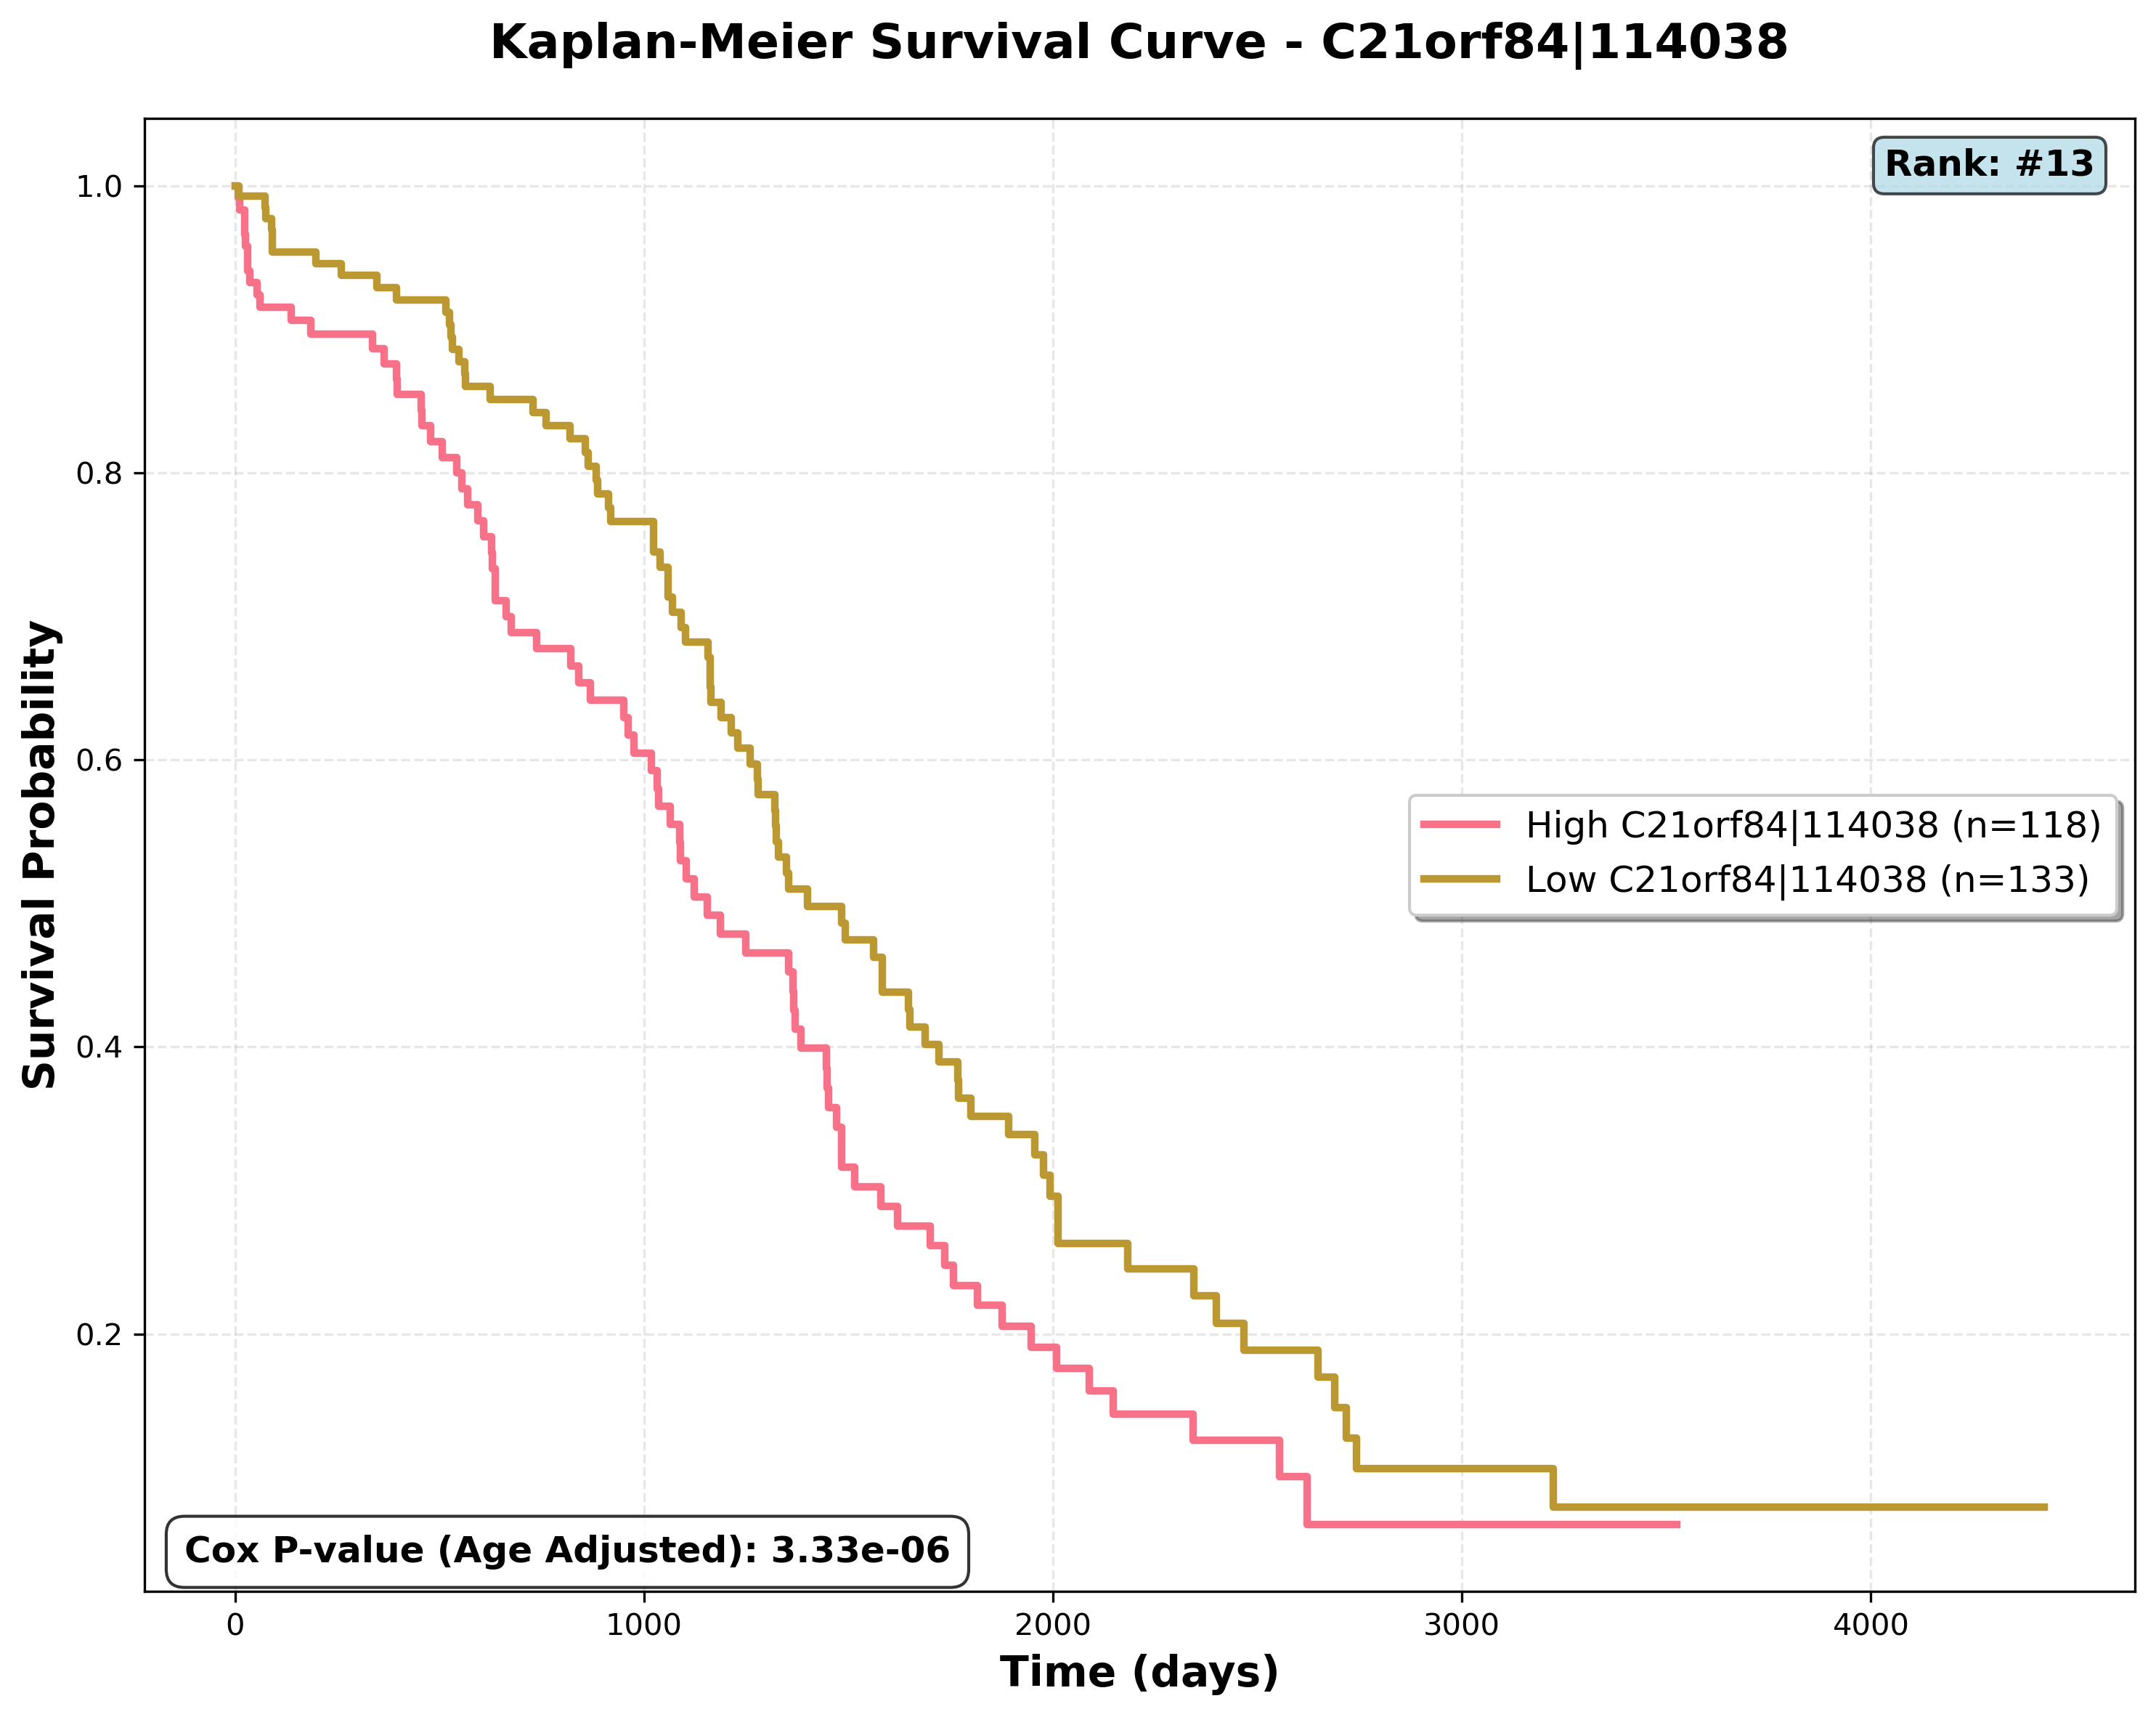 Kaplan-Meier Survival Curve - C21orf84|114038
Rank: #13
1.0
0.8
0.6
0.4
0.2
Survival Probability
High C21orf84|114038 (n=118)
Low C21orf84|114038 (n=133)
Cox P-value (Age Adjusted): 3.33e-06
0
1000
2000
3000
4000
Time (days)